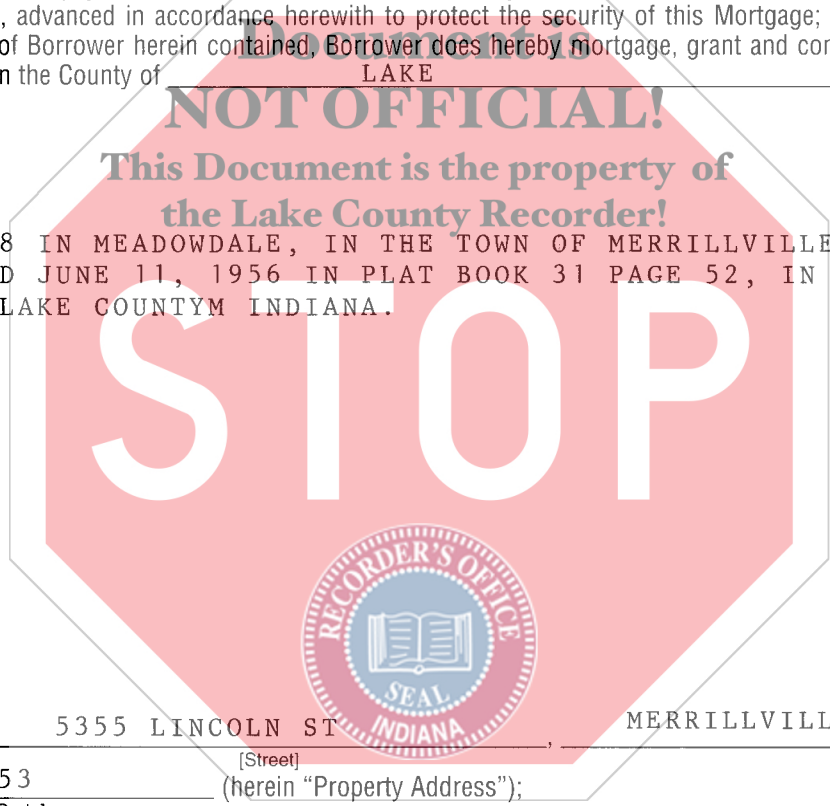 , advanced in accordance herewith to protect the security of this Mortgage;
of Borrower herein contained, Borrower does hereby mortgage, grant and con
Document is
n the County of LAKE
NOT OFFICIAL!
This Document is the property of
the Lake County Recorder!
8 IN MEADOWDALE, IN THE TOWN OF MERRILLVILLE
D JUNE 11, 1956 IN PLAT BOOK 31 PAGE 52, IN
LAKE COUNTYM INDIANA.
STOP
RECORDER'S OFFICE
SEAL
INDIANA
5355 LINCOLN ST, MERRILLVILL
[Street]
53 (herein "Property Address");